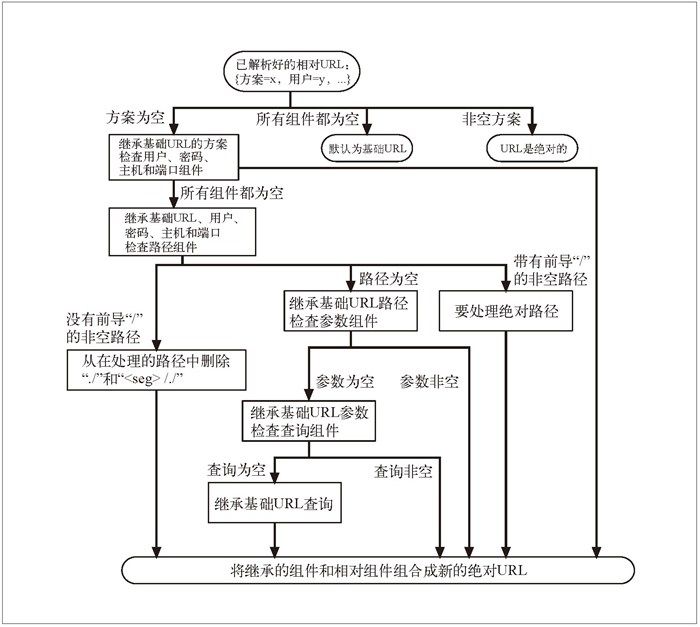 已解析好的相对URL：
{方案=x，用户=y，...}
方案为空
所有组件都为空
非空方案
继承基础URL的方案
检查用户、密码、
主机和端口组件
默认为基础URL
URL是绝对的
所有组件都为空
继承基础URL、用户、
密码、主机和端口
检查路径组件
带有前导“/”
的非空路径
路径为空
继承基础URL路径
检查参数组件
要处理绝对路径
没有前导“/”
的非空路径
从在处理的路径中删除
“./”和“<seg> /./”
参数为空
参数非空
继承基础URL参数
检查查询组件
查询为空
查询非空
继承基础URL查询
将继承的组件和相对组件组合成新的绝对URL